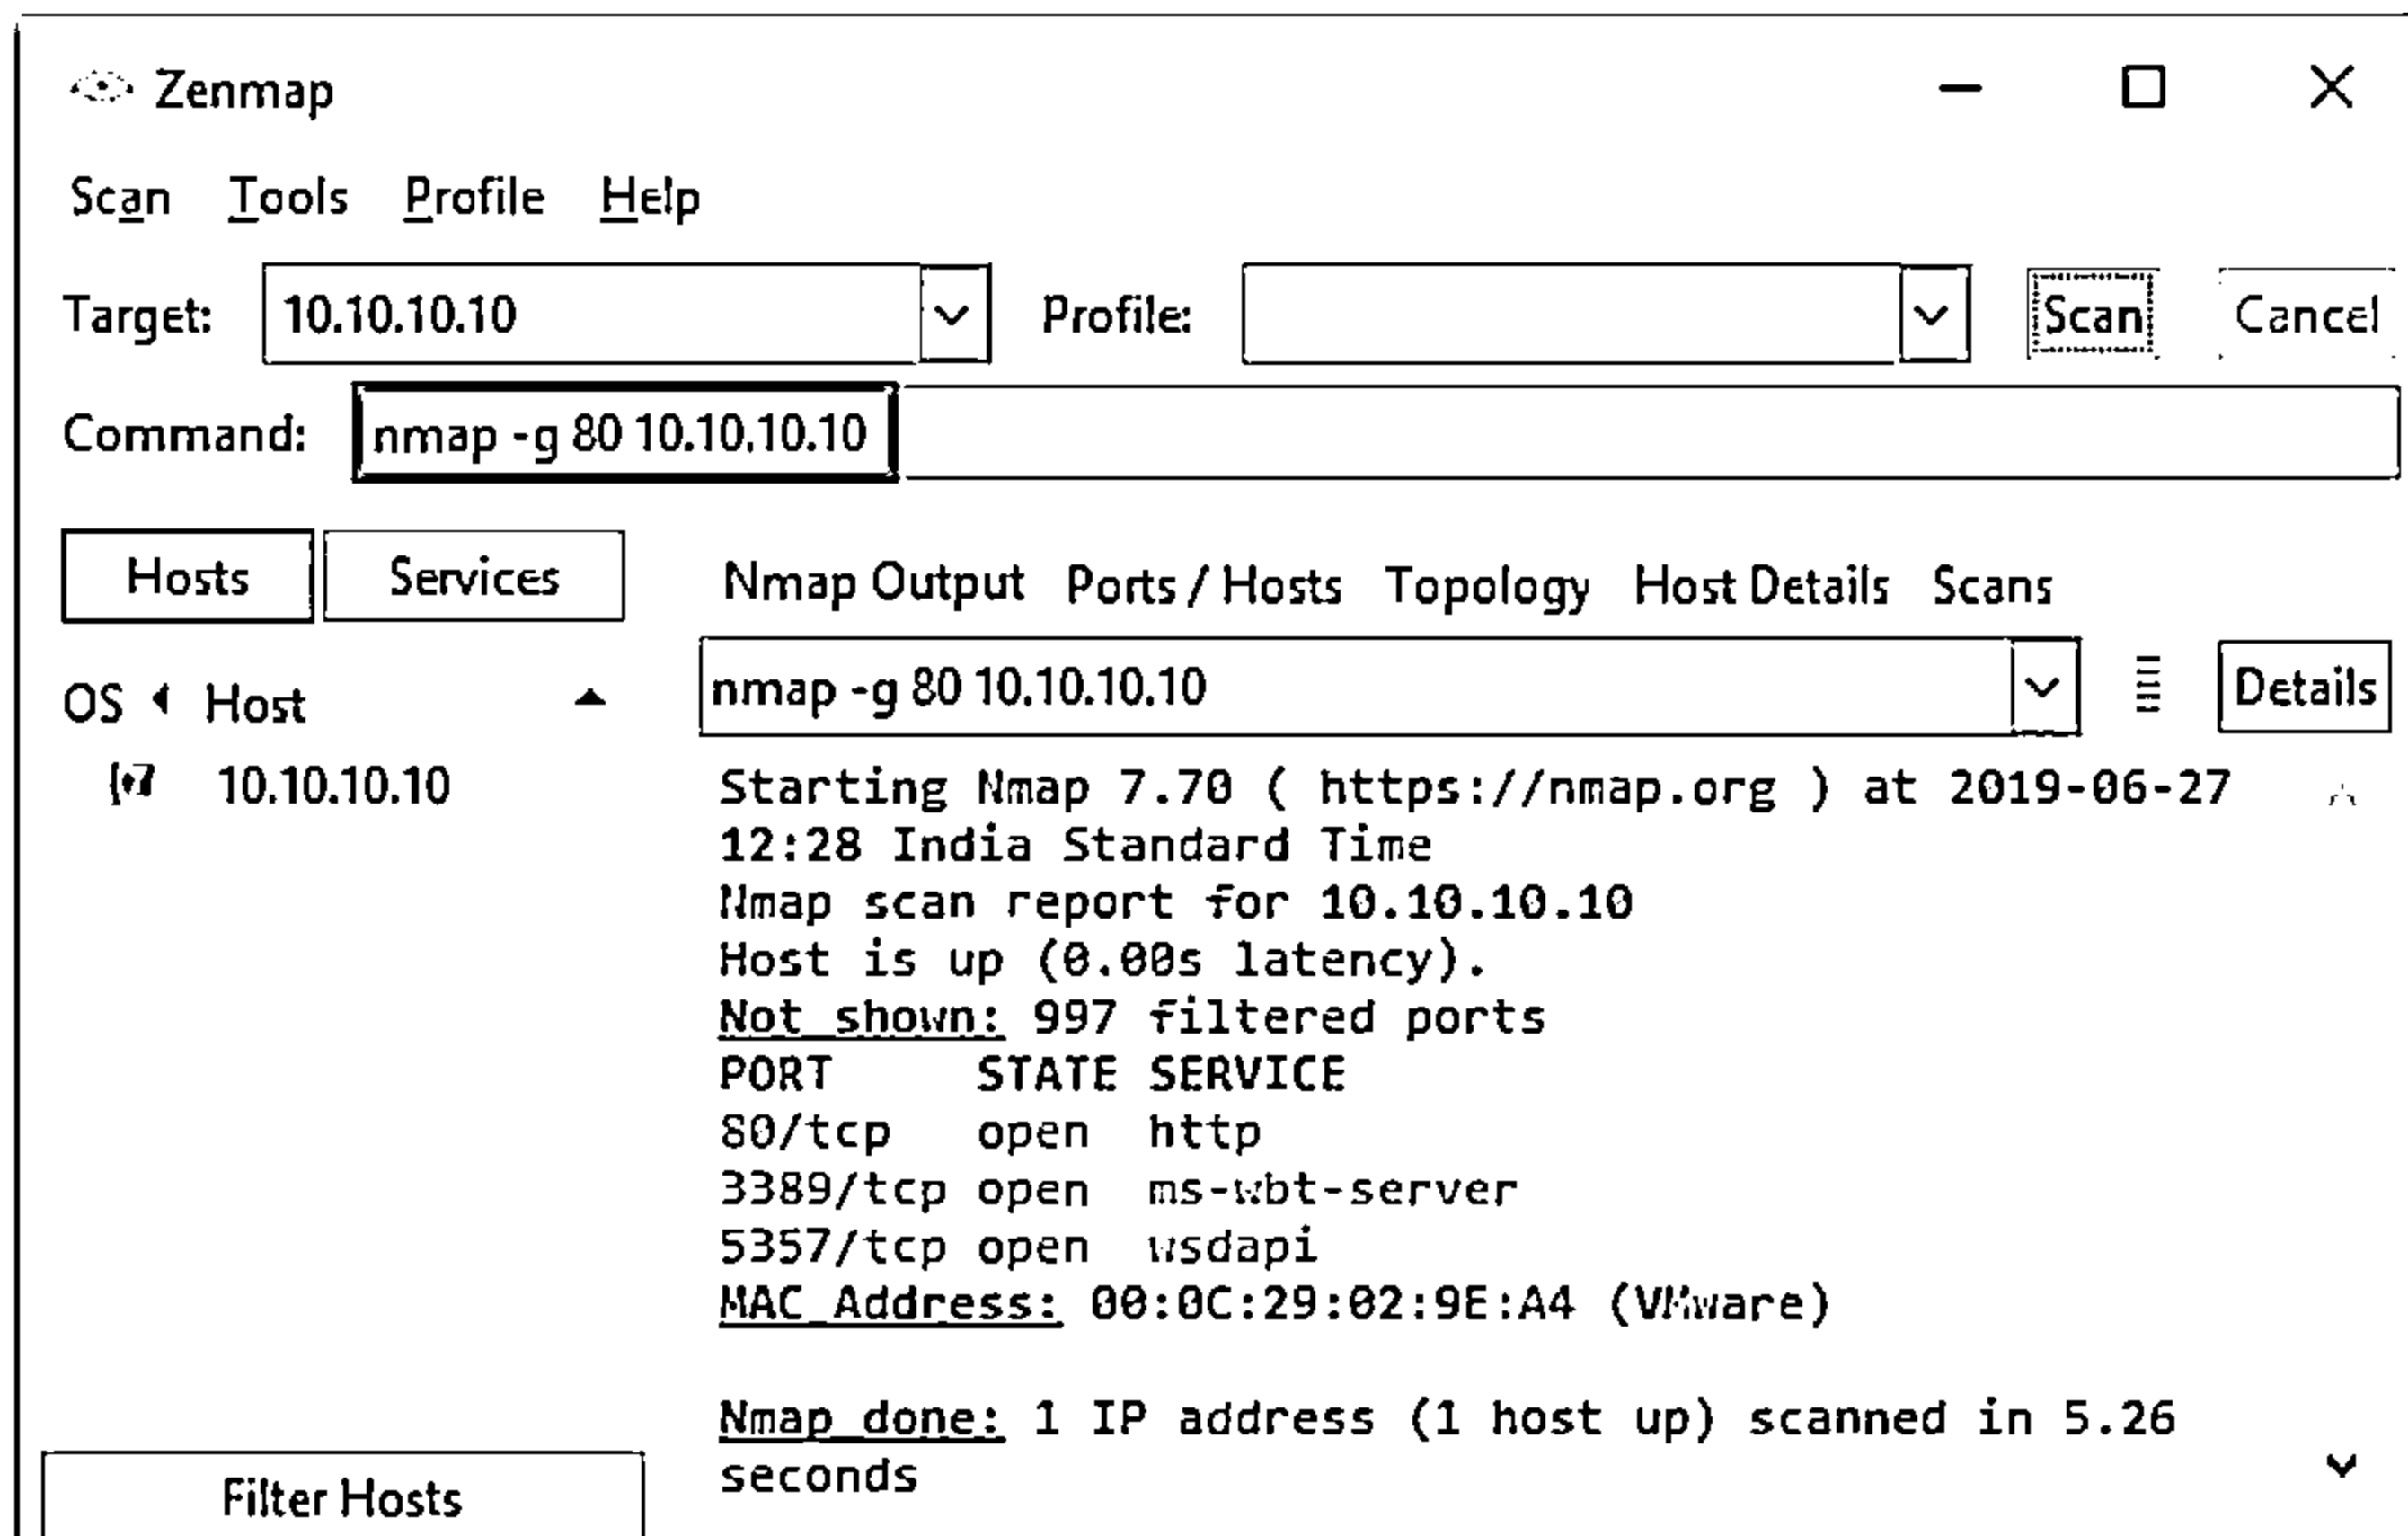 Zenmap
Scan Tools Profile Help
Target: 10.10.10.10 Profile: Scan Cancel
Command: nmap -g 80 10.10.10.10
Hosts Services
Nmap Output Ports / Hosts Topology Host Details Scans
OS Host
nmap -g 80 10.10.10.10 Details
10.10.10.10
Starting Nmap 7.70 ( https://nmap.org ) at 2019-06-27
12:28 India Standard Time
Nmap scan report for 10.10.10.10
Host is up (0.00s latency).
Not shown: 997 filtered ports
PORT STATE SERVICE
80/tcp open http
3389/tcp open ms-wbt-server
5357/tcp open wsdapi
MAC Address: 00:0C:29:02:9E:A4 (VMware)
Nmap done: 1 IP address (1 host up) scanned in 5.26
seconds
Filter Hosts